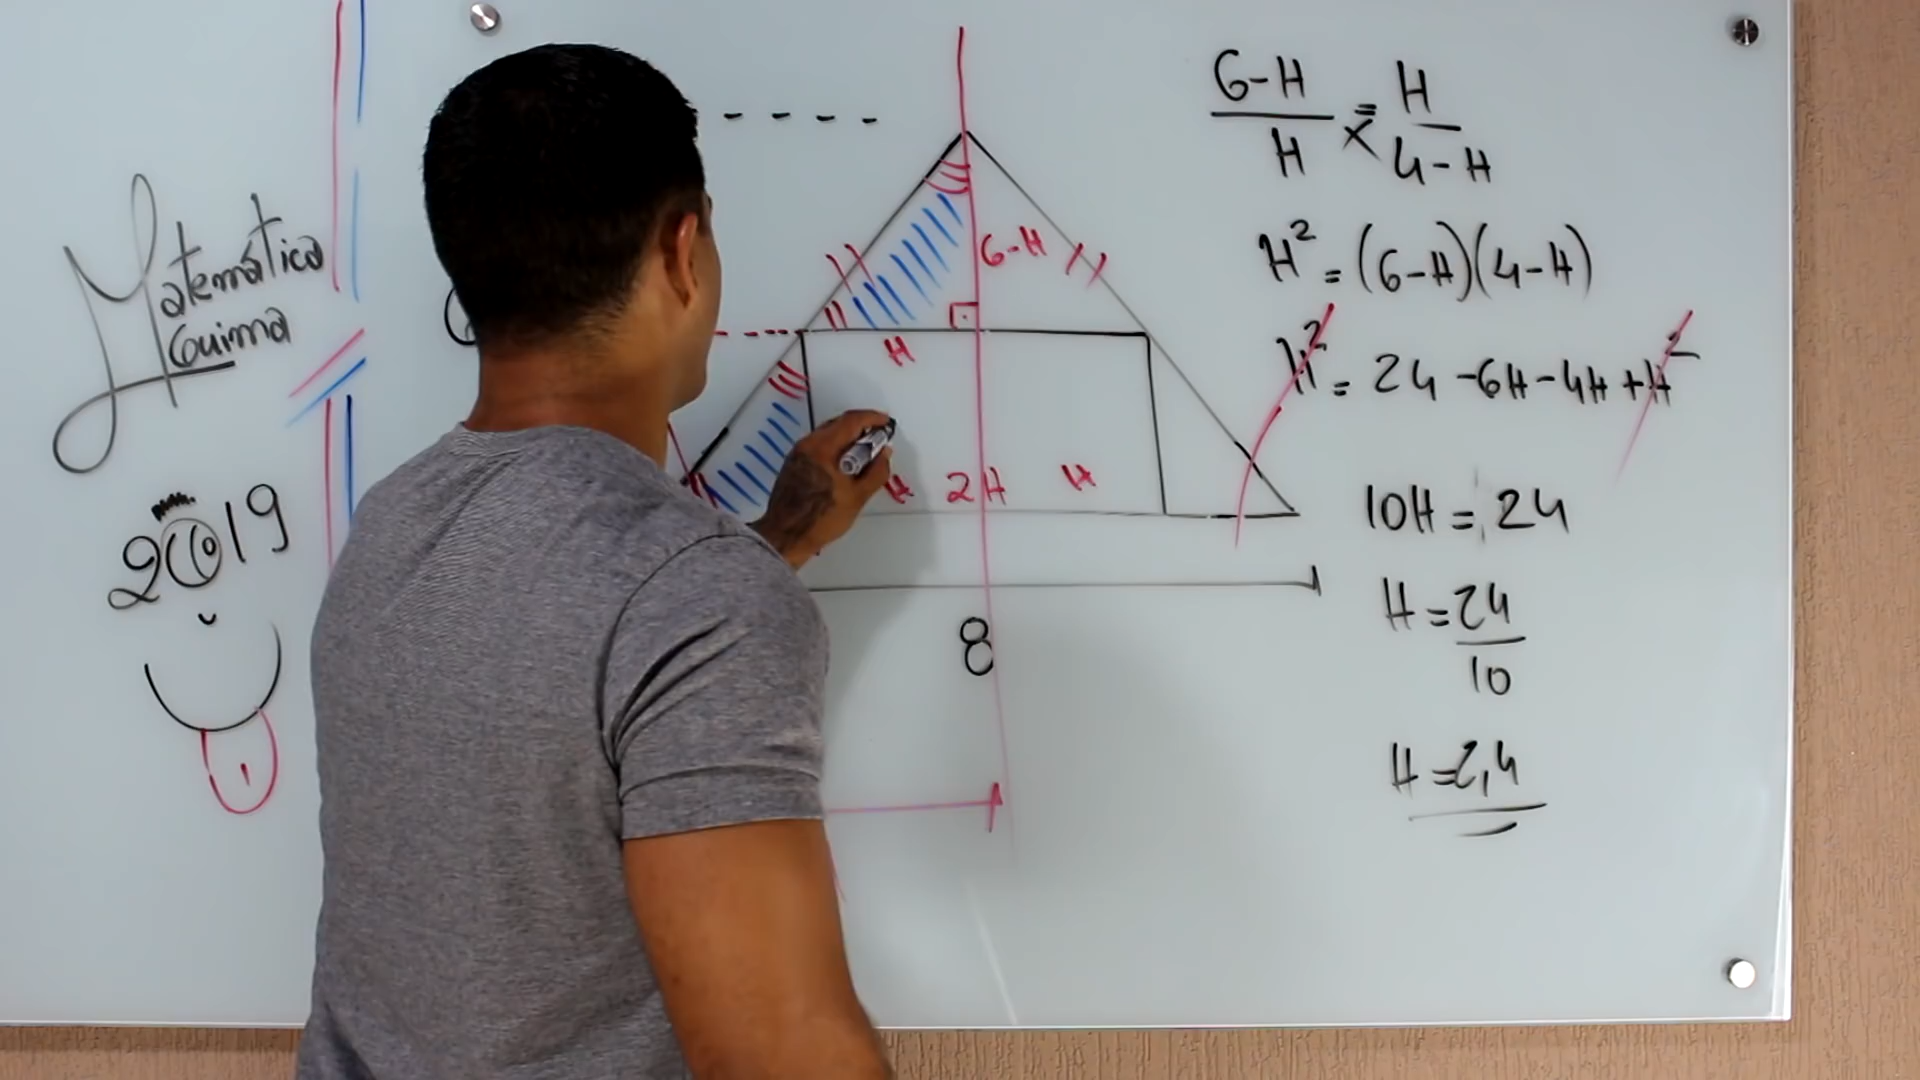 Matemática
Guima
2019
6-H
H
H
2H
H
8
6-H/H = H/4-H
H² = (6-H)(4-H)
H² = 24 -6H-4H+H²
10H = 24
H = 24/10
H = 2,4